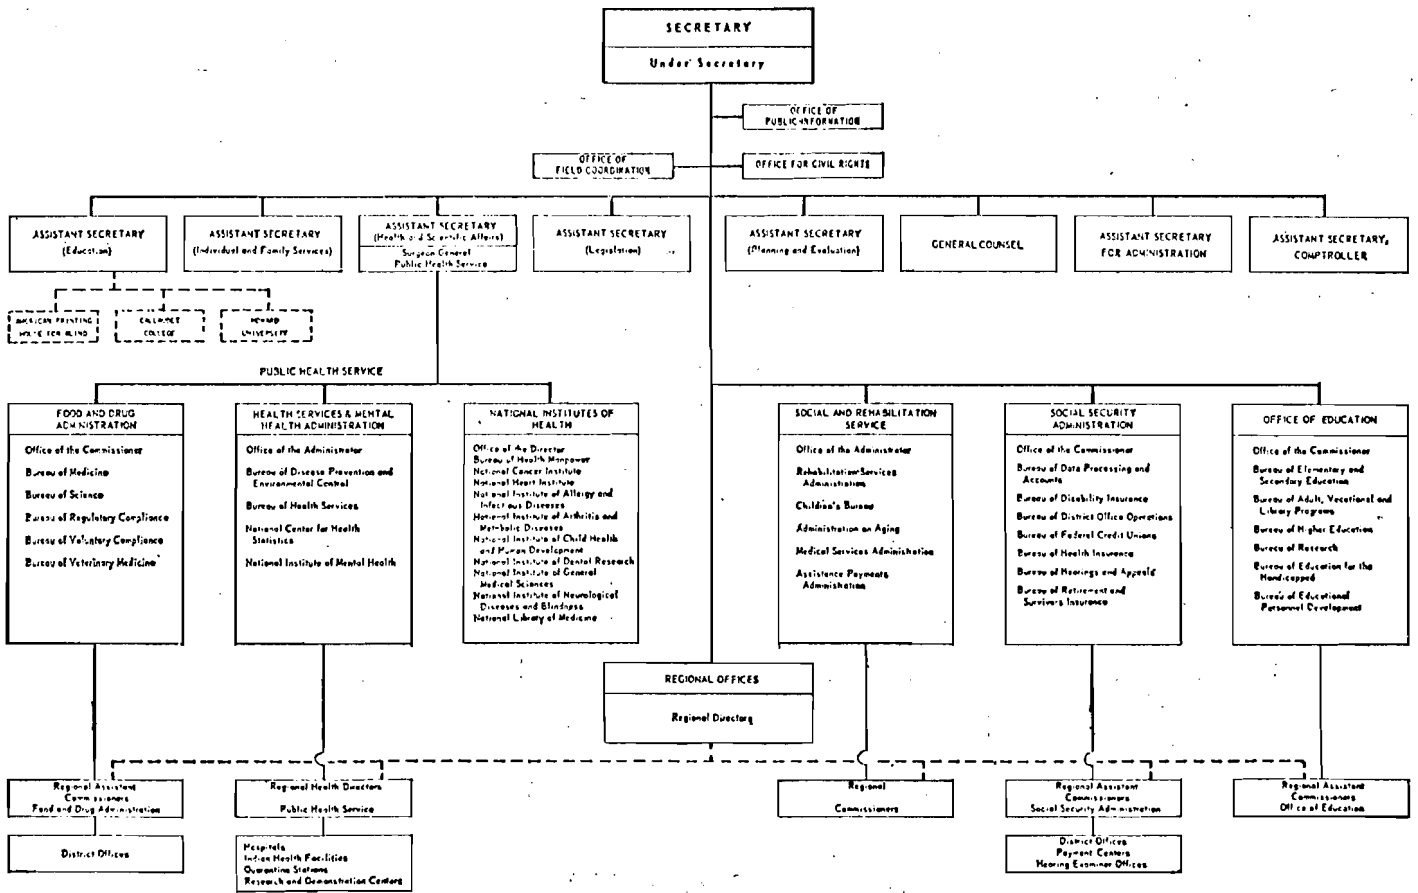 SECRETARY
Under Secretary
OFFICE OF
PUBLIC INFORMATION
OFFICE OF
FIELD COORDINATION
OFFICE FOR CIVIL RIGHTS
ASSISTANT SECRETARY
(Education)
ASSISTANT SECRETARY
(Individual and Family Services)
ASSISTANT SECRETARY
(Health and Scientific Affairs)
Surgeon General
Public Health Service
ASSISTANT SECRETARY
(Legislation)
ASSISTANT SECRETARY
(Planning and Evaluation)
GENERAL COUNSEL
ASSISTANT SECRETARY
FOR ADMINISTRATION
ASSISTANT SECRETARY,
COMPTROLLER
AMERICAN PRINTING
HOUSE FOR BLIND
GALLAUDET
COLLEGE
HOWARD
UNIVERSITY
PUBLIC HEALTH SERVICE
FOOD AND DRUG
ADMINISTRATION
Office of the Commissioner
Bureau of Medicine
Bureau of Science
Bureau of Regulatory Compliance
Bureau of Voluntary Compliance
Bureau of Veterinary Medicine
HEALTH SERVICES & MENTAL
HEALTH ADMINISTRATION
Office of the Administrator
Bureau of Disease Prevention and
Environmental Control
Bureau of Health Services
National Center for Health
Statistics
National Institute of Mental Health
NATIONAL INSTITUTES OF
HEALTH
Office of the Director
Bureau of Health Manpower
National Cancer Institute
National Heart Institute
National Institute of Allergy and
Infectious Diseases
National Institute of Arthritis and
Metabolic Diseases
National Institute of Child Health
and Human Development
National Institute of Dental Research
National Institute of General
Medical Sciences
National Institute of Neurological
Diseases and Blindness
National Library of Medicine
SOCIAL AND REHABILITATION
SERVICE
Office of the Administrator
Rehabilitation Services
Administration
Children's Bureau
Administration on Aging
Medical Services Administration
Assistance Payments
Administration
SOCIAL SECURITY
ADMINISTRATION
Office of the Commissioner
Bureau of Data Processing and
Accounts
Bureau of Disability Insurance
Bureau of District Office Operations
Bureau of Federal Credit Unions
Bureau of Health Insurance
Bureau of Hearings and Appeals
Bureau of Retirement and
Survivors Insurance
OFFICE OF EDUCATION
Office of the Commissioner
Bureau of Elementary and
Secondary Education
Bureau of Adult, Vocational and
Library Programs
Bureau of Higher Education
Bureau of Research
Bureau of Education for the
Handicapped
Bureau of Educational
Personnel Development
REGIONAL OFFICES
Regional Directors
Regional Assistant
Commissioners
Food and Drug Administration
District Offices
Regional Health Directors
Public Health Service
Hospitals
Indian Health Facilities
Quarantine Stations
Research and Demonstration Centers
Regional
Commissioners
Regional Assistant
Commissioners
Social Security Administration
District Offices
Payment Centers
Hearing Examiner Offices
Regional Assistant
Commissioners
Office of Education